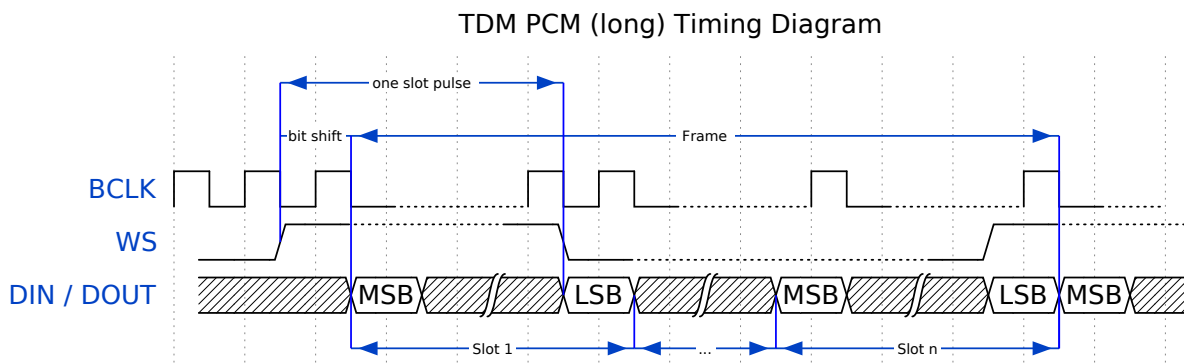 TDM PCM (long) Timing Diagram
one slot pulse
bit shift
Frame
BCLK
WS
DIN / DOUT
MSB
LSB
MSB
LSB
MSB
Slot 1
...
Slot n